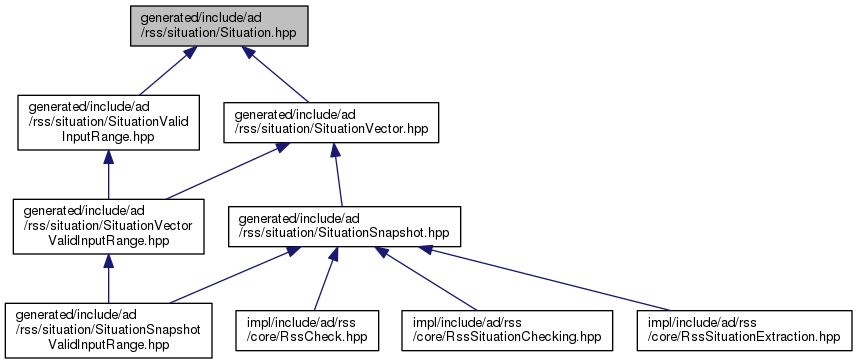 generated/include/ad
/rss/situation/Situation.hpp
generated/include/ad
/rss/situation/SituationValid
InputRange.hpp
generated/include/ad
/rss/situation/SituationVector.hpp
generated/include/ad
/rss/situation/SituationVector
ValidInputRange.hpp
generated/include/ad
/rss/situation/SituationSnapshot.hpp
generated/include/ad
/rss/situation/SituationSnapshot
ValidInputRange.hpp
impl/include/ad/rss
/core/RssCheck.hpp
impl/include/ad/rss
/core/RssSituationChecking.hpp
impl/include/ad/rss
/core/RssSituationExtraction.hpp